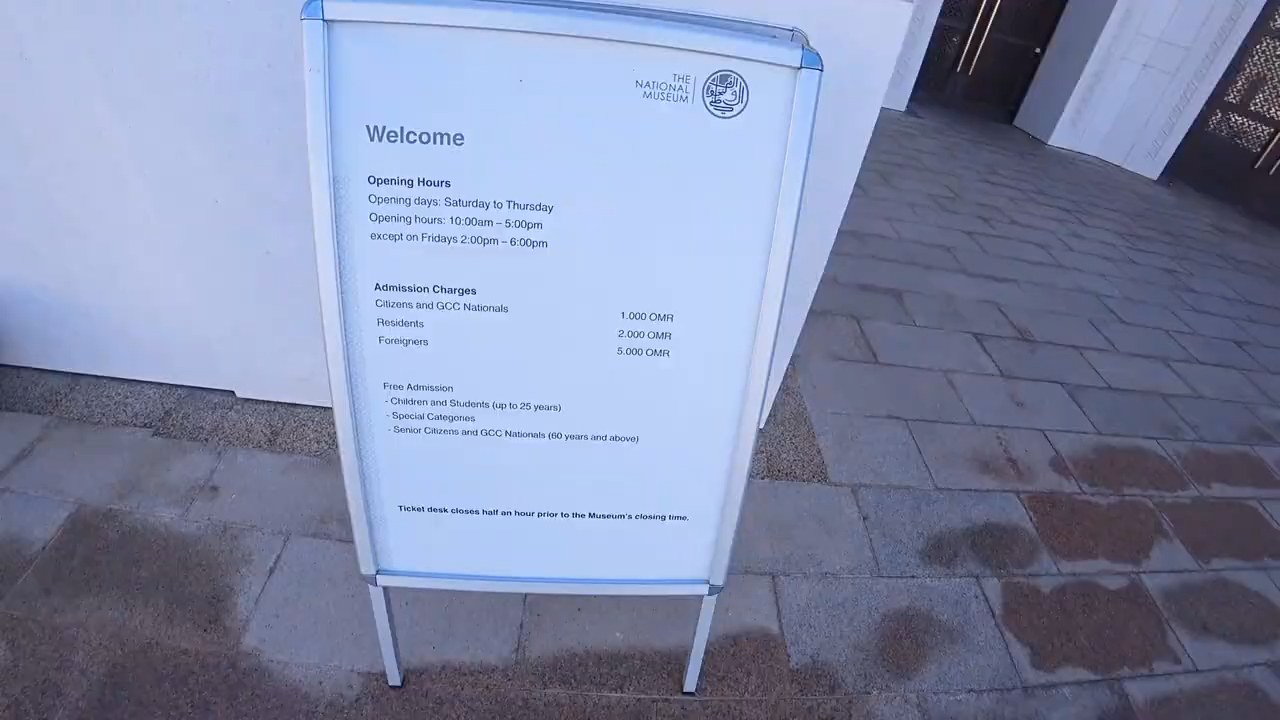 THE
NATIONAL
MUSEUM
Welcome
Opening Hours
Opening days: Saturday to Thursday
Opening hours: 10:00am – 5:00pm
except on Fridays 2:00pm – 6:00pm
Admission Charges
Citizens and GCC Nationals 1.000 OMR
Residents 2.000 OMR
Foreigners 5.000 OMR
Free Admission
- Children and Students (up to 25 years)
- Special Categories
- Senior Citizens and GCC Nationals (60 years and above)
Ticket desk closes half an hour prior to the Museum's closing time.